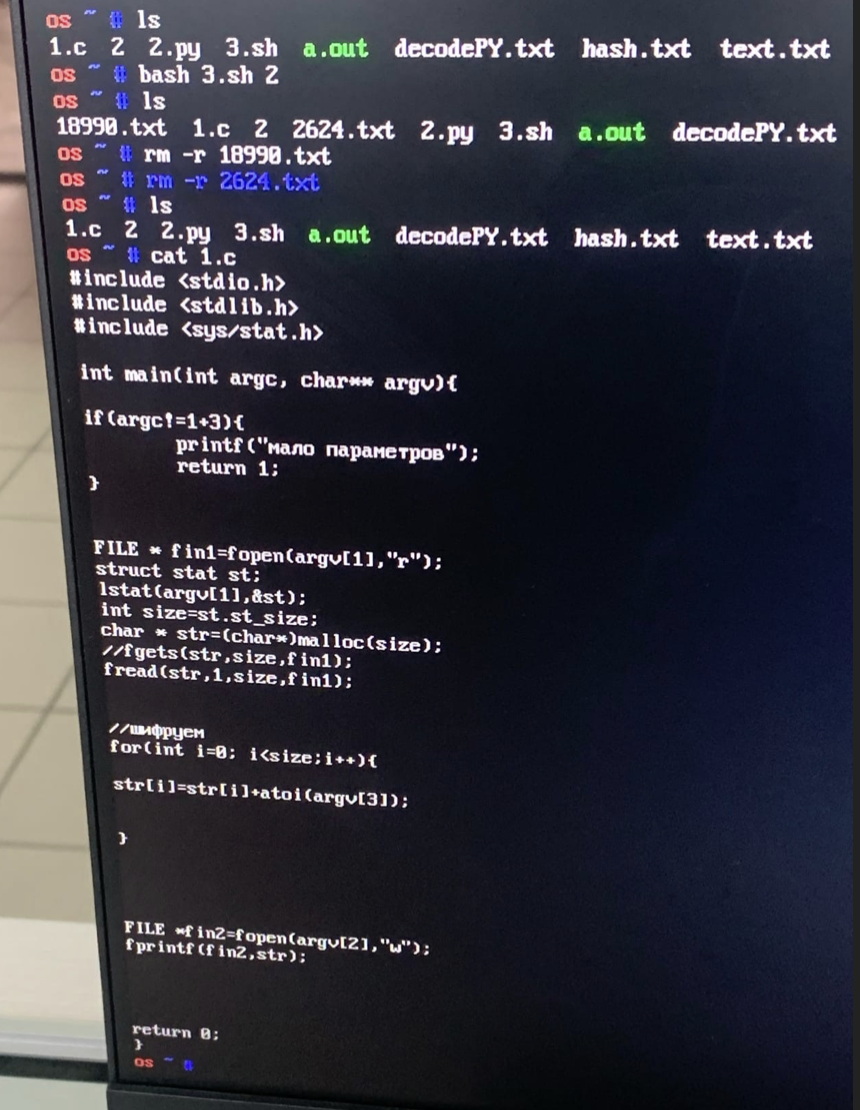 os ~ # ls
1.c 2 2.py 3.sh a.out decodePY.txt hash.txt text.txt
os ~ # bash 3.sh 2
os ~ # ls
18990.txt 1.c 2 2624.txt 2.py 3.sh a.out decodePY.txt
os ~ # rm -r 18990.txt
os ~ # rm -r 2624.txt
os ~ # ls
1.c 2 2.py 3.sh a.out decodePY.txt hash.txt text.txt
os ~ # cat 1.c
#include <stdio.h>
#include <stdlib.h>
#include <sys/stat.h>
int main(int argc, char** argv){
if(argc!=1+3){
printf("мало параметров");
return 1;
}
FILE * fin1=fopen(argv[1],"r");
struct stat st;
lstat(argv[1],&st);
int size=st.st_size;
char * str=(char*)malloc(size);
//fgets(str,size,fin1);
fread(str,1,size,fin1);
//шифруем
for(int i=0; i<size;i++){
str[i]=str[i]+atoi(argv[3]);
}
FILE *fin2=fopen(argv[2],"w");
fprintf(fin2,str);
return 0;
}
os ~ #